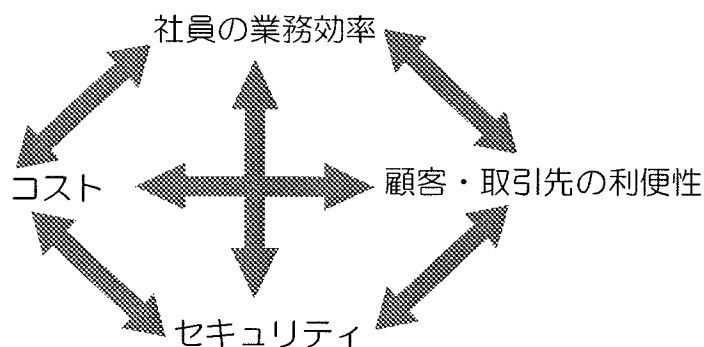 社員の業務効率
コスト
顧客・取引先の利便性
セキュリティ